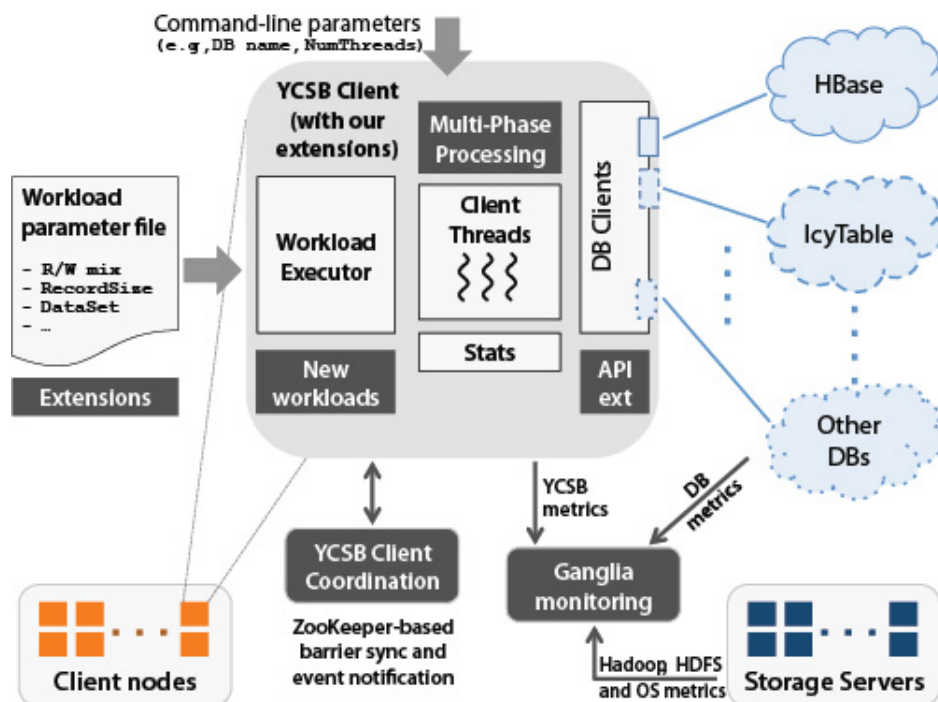 Command-line parameters
(e.g,DB name,NumThreads)
YCSB Client
(with our
extensions)
Multi-Phase
Processing
HBase
Workload
parameter file
- R/W mix
- RecordSize
- DataSet
- …
Workload
Executor
Client
Threads
DB Clients
IcyTable
Stats
Extensions
New
workloads
API
ext
Other
DBs
YCSB
metrics
DB
metrics
YCSB Client
Coordination
Ganglia
monitoring
ZooKeeper-based
barrier sync and
event notification
Hadoop, HDFS
and OS metrics
Client nodes
Storage Servers